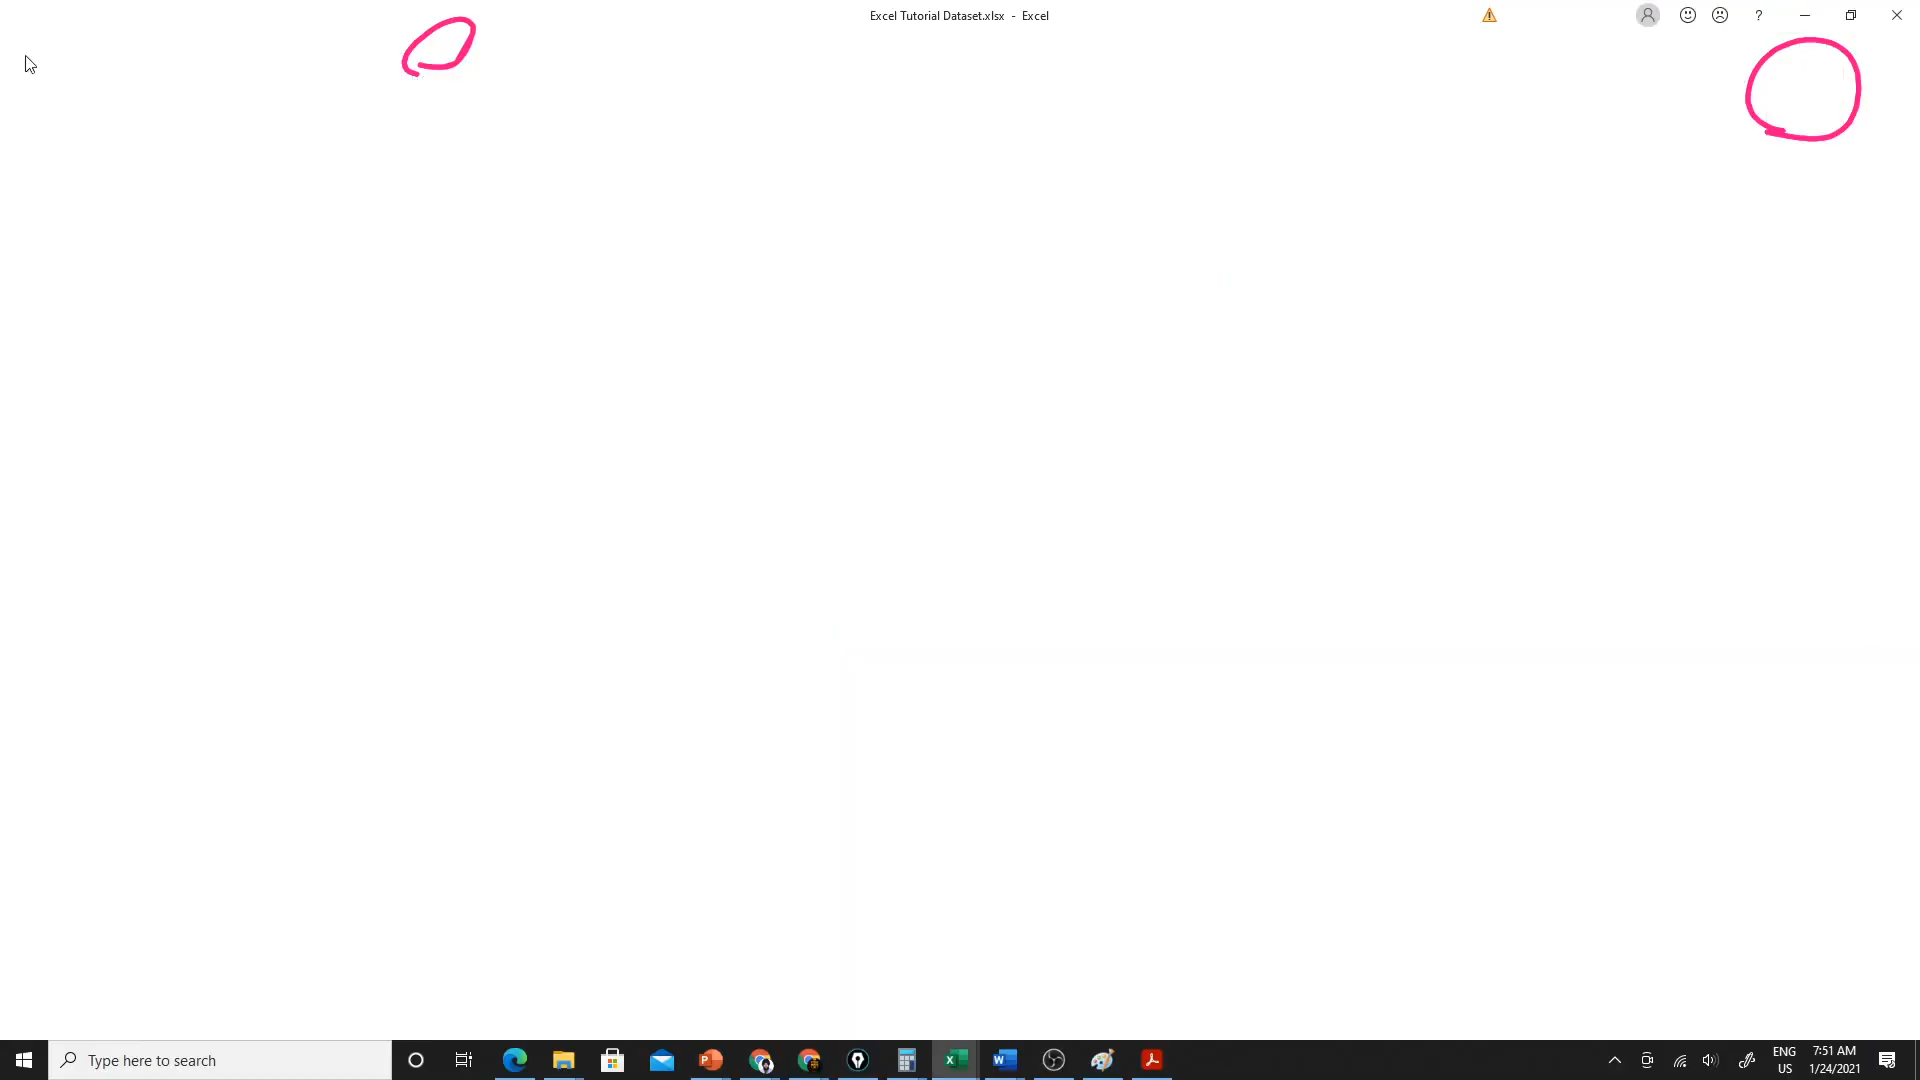 Excel Tutorial Dataset.xlsx - Excel
?
Type here to search
ENG
US
7:51 AM
1/24/2021